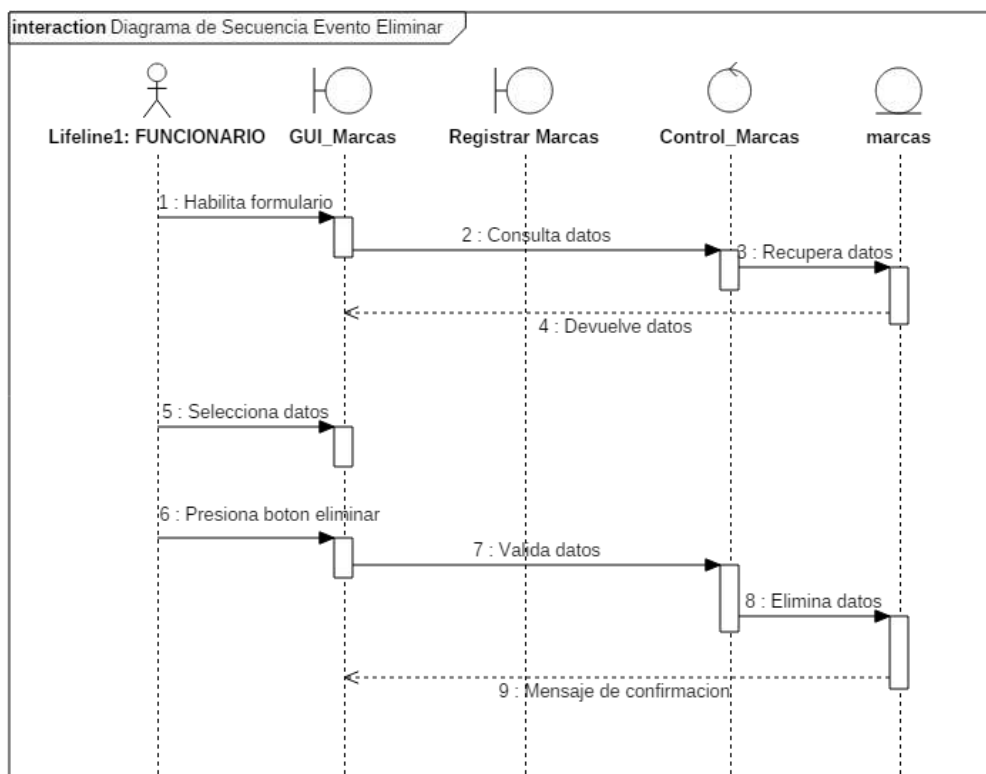 interaction Diagrama de Secuencia Evento Eliminar
Lifeline1: FUNCIONARIO
GUI_Marcas
Registrar Marcas
Control_Marcas
marcas
1 : Habilita formulario
2 : Consulta datos
3 : Recupera datos
4 : Devuelve datos
5 : Selecciona datos
6 : Presiona boton eliminar
7 : Valida datos
8 : Elimina datos
9 : Mensaje de confirmacion